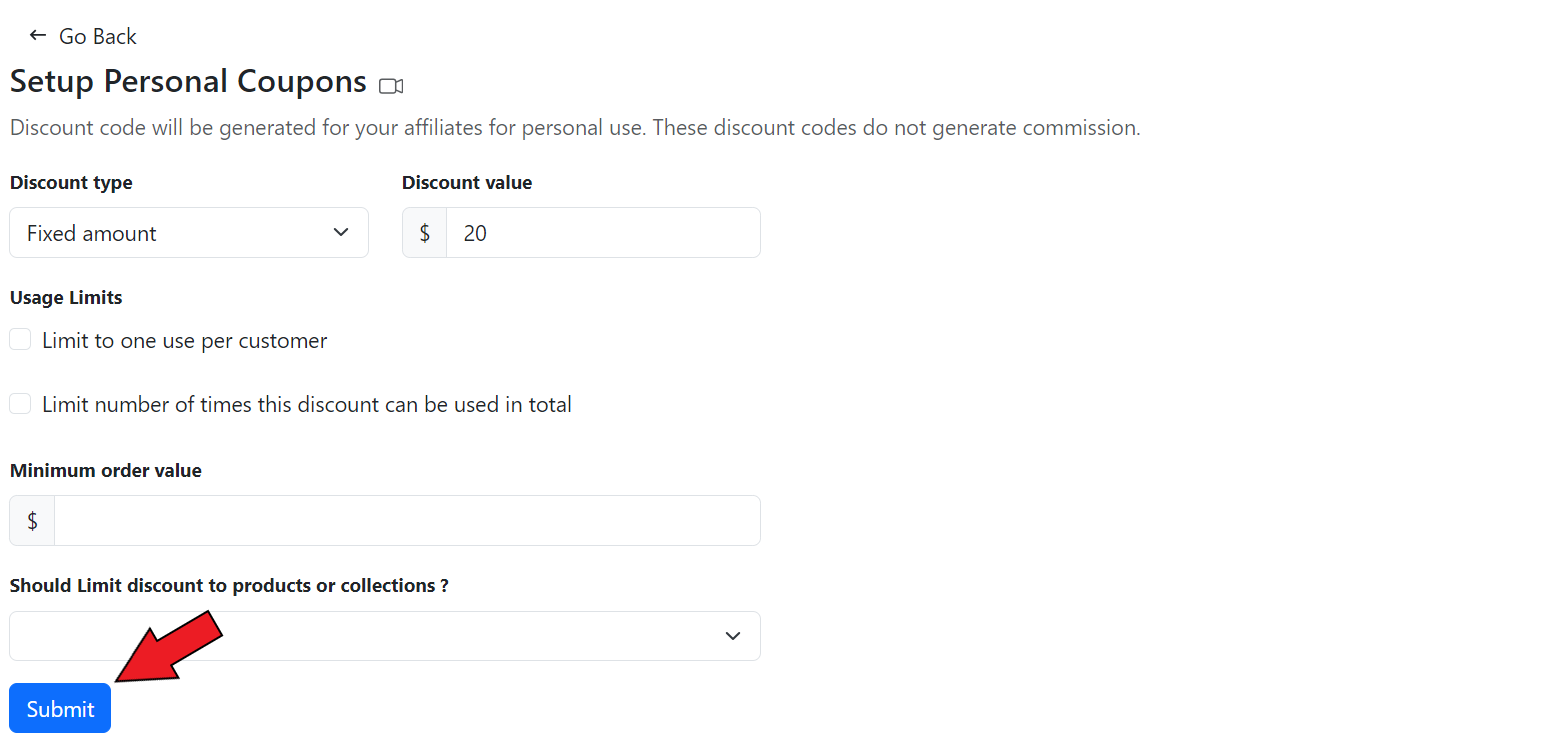 Go Back
Setup Personal Coupons
Discount code will be generated for your affiliates for personal use. These discount codes do not generate commission.
Discount type
Discount value
Fixed amount
$ 20
Usage Limits
Limit to one use per customer
Limit number of times this discount can be used in total
Minimum order value
$
Should Limit discount to products or collections ?
Submit